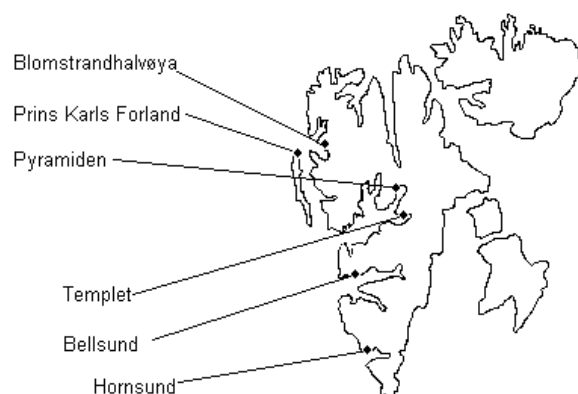 Blomstrandhalvøya
Prins Karls Forland
Pyramiden
Templet
Bellsund
Hornsund